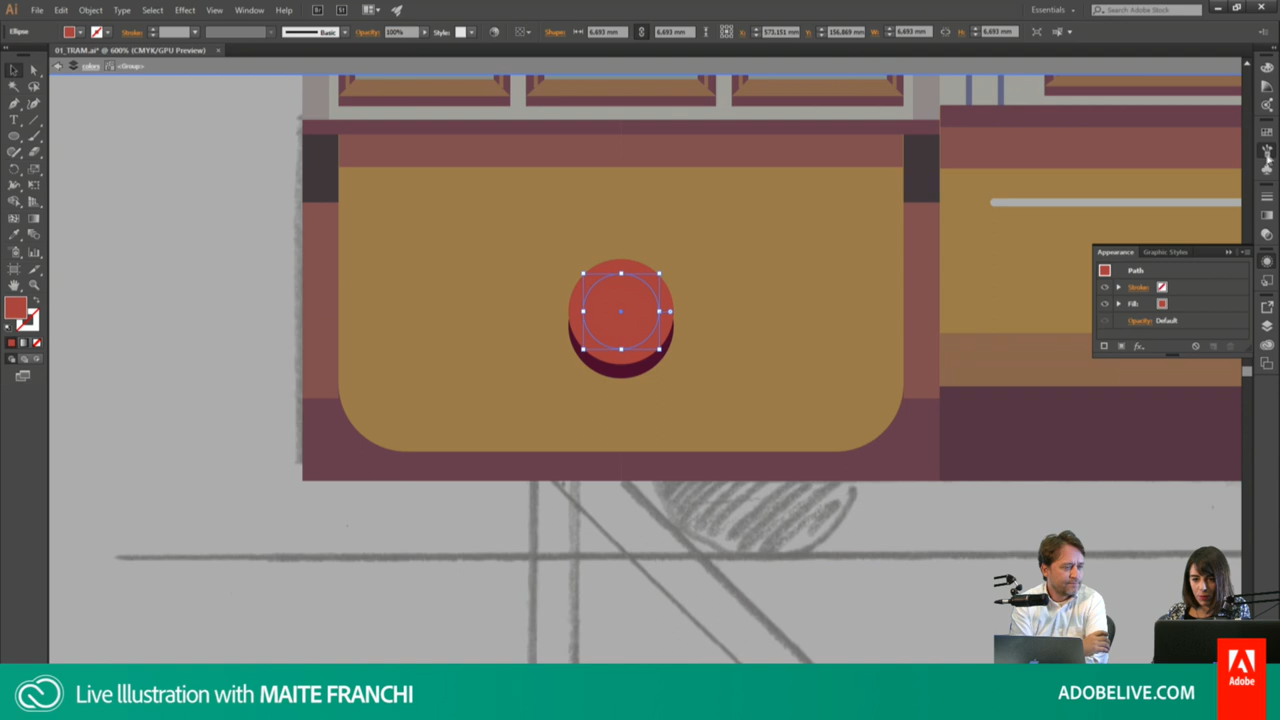 Ai File Edit Object Type Select Effect View Window Help Br St Essentials Search Adobe Stock
Ellipse Stroke: Basic Opacity: 100% Style: Shape: 6.693 mm 6.693 mm X: 573.151 mm Y: 156.869 mm W: 6.693 mm H: 6.693 mm
01_TRAM.ai* @ 600% (CMYK/GPU Preview) ×
colors <Group>
Appearance Graphic Styles
Path
Stroke:
Fill:
Opacity: Default
fx
Live Illustration with MAITE FRANCHI
ADOBELIVE.COM
Adobe